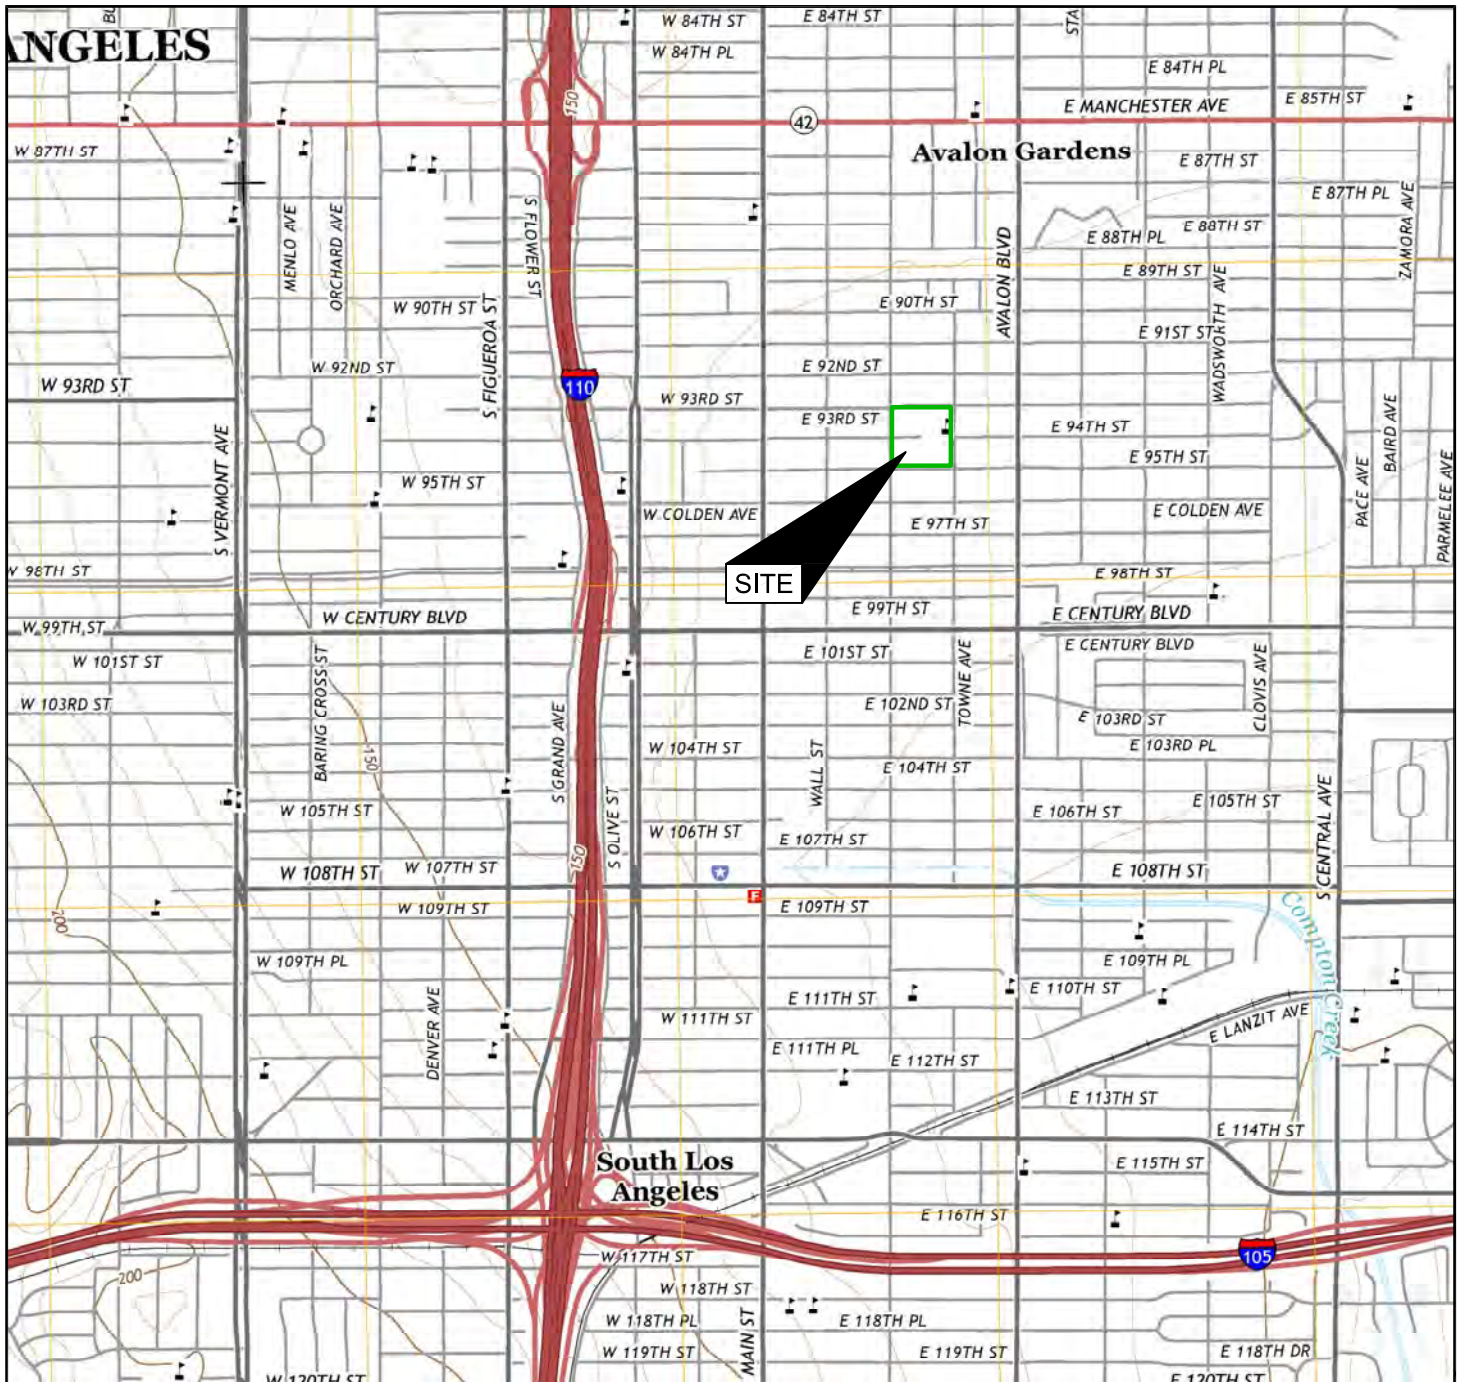 W 84TH ST
E 84TH ST
STA
ANGELES
W 84TH PL
E 84TH PL
E MANCHESTER AVE
E 85TH ST
150
42
W 87TH ST
Avalon Gardens
E 87TH ST
E 87TH PL
ZAMORA AVE
MENLO AVE
ORCHARD AVE
S FLOWER ST
E 88TH ST
E 88TH PL
AVALON BLVD
E 89TH ST
WADSWORTH AVE
W 90TH ST
S FIGUEROA ST
E 90TH ST
E 91ST ST
W 92ND ST
E 92ND ST
W 93RD ST
110
W 93RD ST
E 93RD ST
E 94TH ST
BAIRD AVE
S VERMONT AVE
W 95TH ST
E 95TH ST
PACE AVE
PARMELEE AVE
W COLDEN AVE
E COLDEN AVE
E 97TH ST
W 98TH ST
E 98TH ST
SITE
E 99TH ST
W CENTURY BLVD
E CENTURY BLVD
W 99TH ST
W 101ST ST
E 101ST ST
E CENTURY BLVD
TOWNE AVE
CLOVIS AVE
BARING CROSS ST
W 103RD ST
E 102ND ST
S GRAND AVE
E 103RD ST
150
W 104TH ST
E 103RD PL
WALL ST
E 104TH ST
W 105TH ST
E 105TH ST
S OLIVE ST
E 106TH ST
S CENTRAL AVE
W 106TH ST
E 107TH ST
150
W 108TH ST
W 107TH ST
E 108TH ST
F
W 109TH ST
E 109TH ST
200
Compton Creek
W 109TH PL
E 109TH PL
DENVER AVE
E 110TH ST
E 111TH ST
W 111TH ST
E LANZIT AVE
E 111TH PL
E 112TH ST
E 113TH ST
E 114TH ST
South Los
Angeles
E 115TH ST
E 116TH ST
W 117TH ST
105
200
W 118TH ST
W 118TH PL
MAIN ST
E 118TH PL
W 119TH ST
E 119TH ST
E 118TH DR
W 120TH ST
E 120TH ST